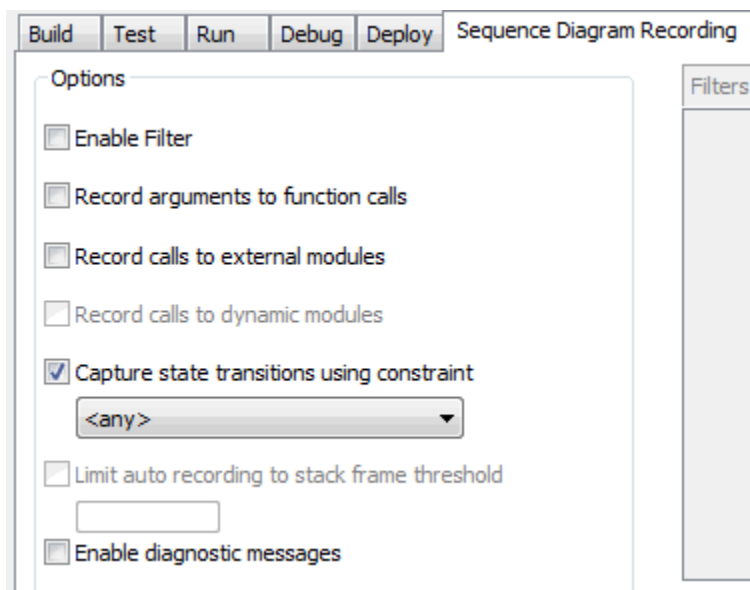 Build Test Run Debug Deploy Sequence Diagram Recording
Options
Filters
Enable Filter
Record arguments to function calls
Record calls to external modules
Record calls to dynamic modules
Capture state transitions using constraint
<any>
Limit auto recording to stack frame threshold
Enable diagnostic messages